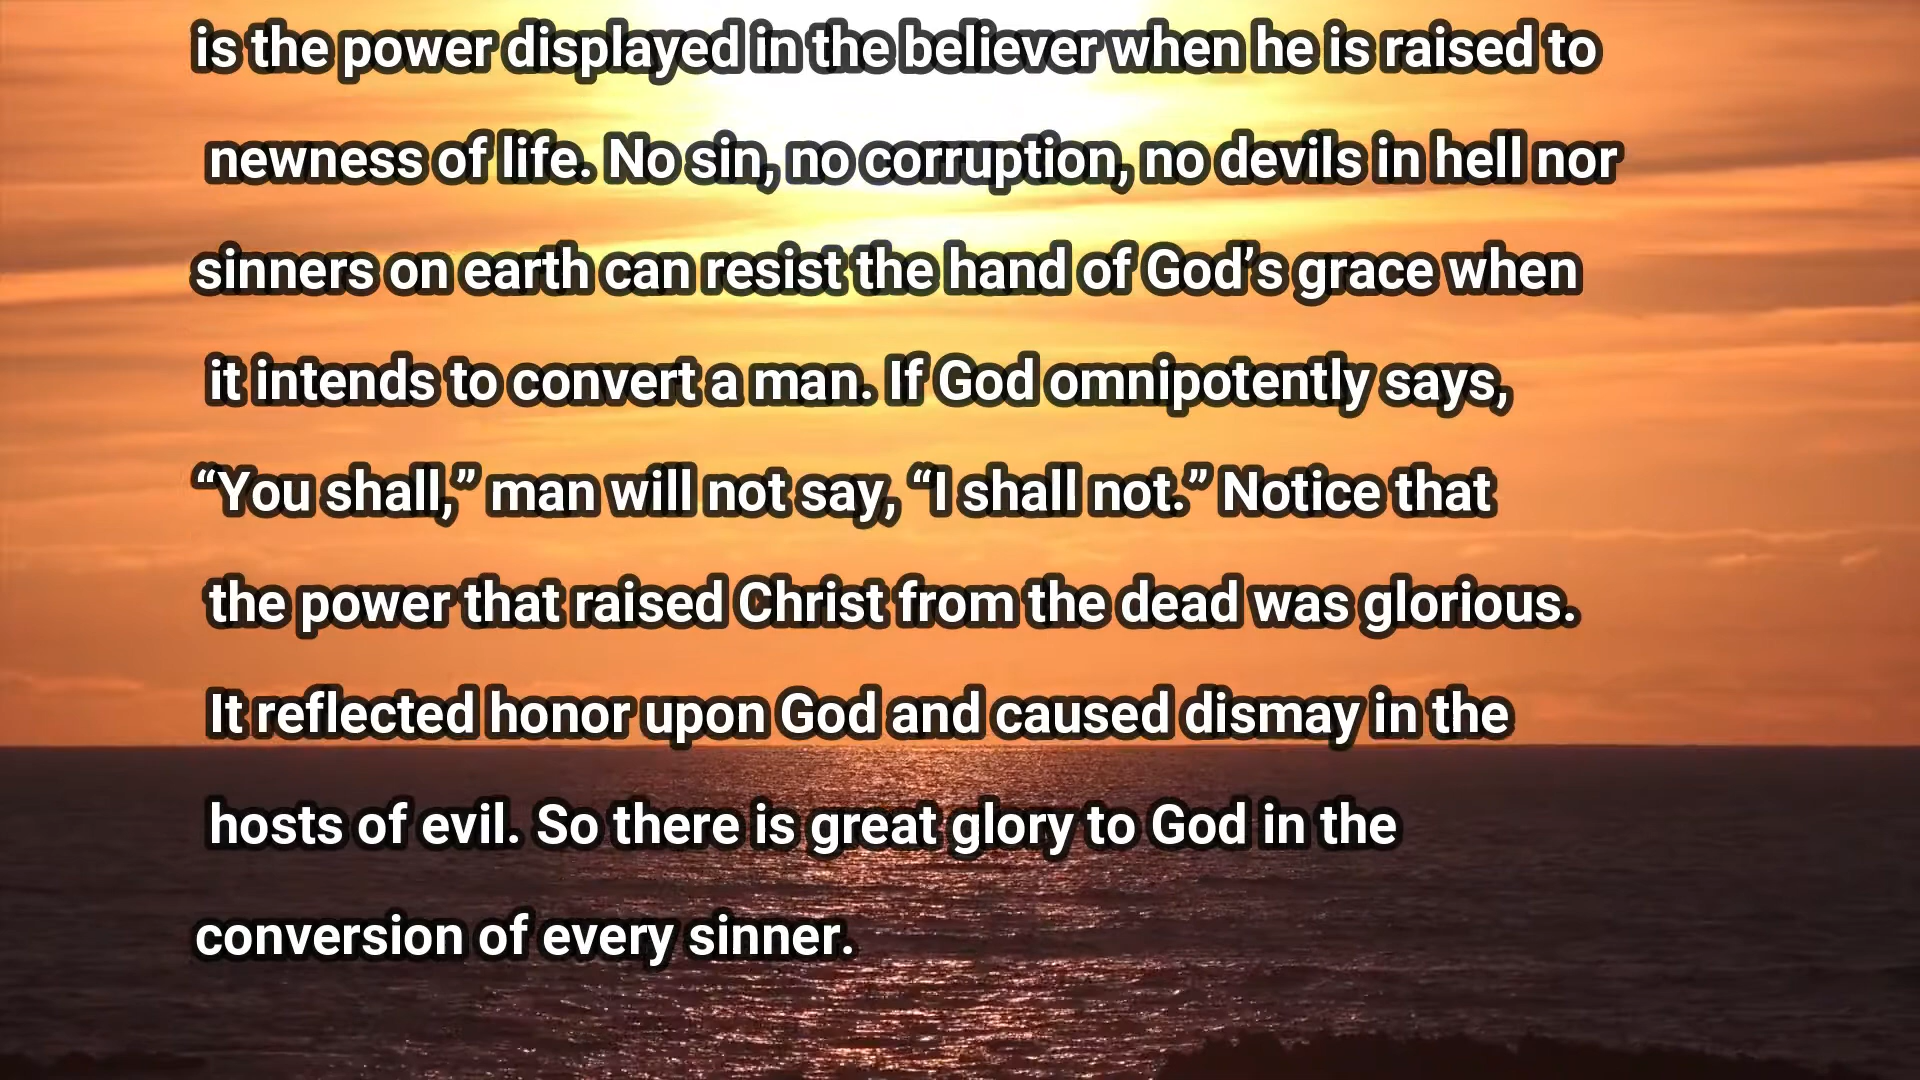 is the power displayed in the believer when he is raised to
newness of life. No sin, no corruption, no devils in hell nor
sinners on earth can resist the hand of God’s grace when
it intends to convert a man. If God omnipotently says,
“You shall,” man will not say, “I shall not.” Notice that
the power that raised Christ from the dead was glorious.
It reflected honor upon God and caused dismay in the
hosts of evil. So there is great glory to God in the
conversion of every sinner.